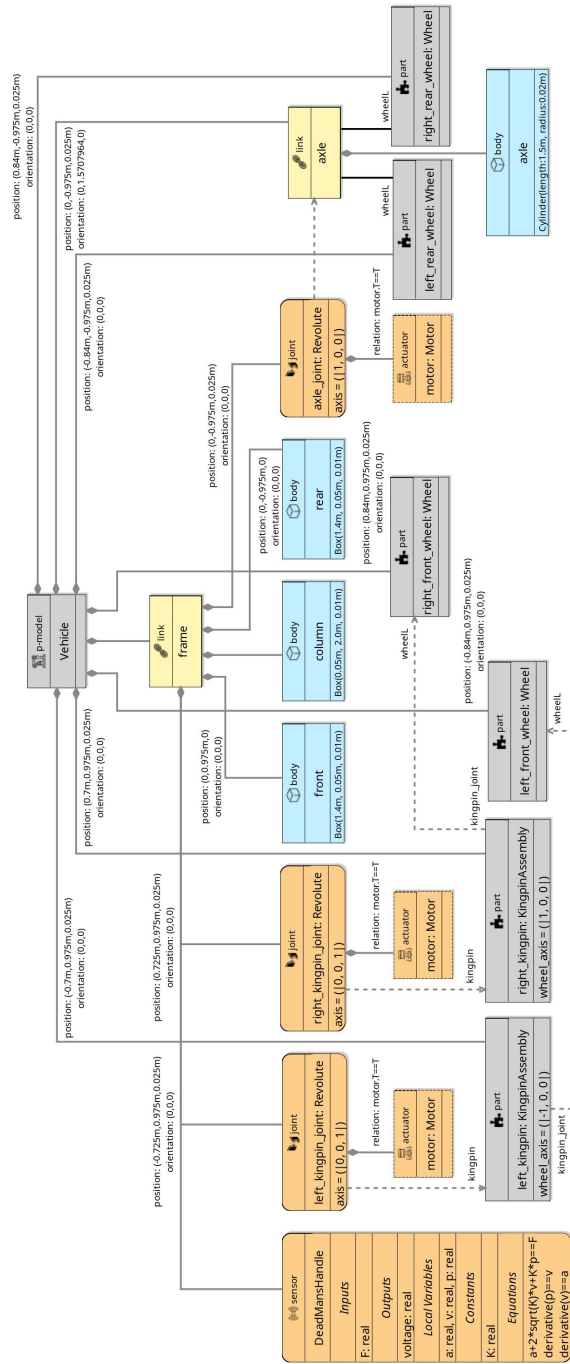 p-model
Vehicle
position: (-0.7m,0.975m,0.025m)
orientation: (0,0,0)
position: (0.7m,0.975m,0.025m)
orientation: (0,0,0)
position: (0.84m,-0.975m,0.025m)
orientation: (0,0,0)
position: (0,-0.975m,0.025m)
orientation: (0,1.5707964,0)
position: (-0.84m,-0.975m,0.025m)
orientation: (0,0,0)
link
frame
position: (-0.725m,0.975m,0.025m)
orientation: (0,0,0)
position: (0.725m,0.975m,0.025m)
orientation: (0,0,0)
position: (0,0.975m,0)
orientation: (0,0,0)
position: (0,-0.975m,0.025m)
orientation: (0,0,0)
position: (0,-0.975m,0)
orientation: (0,0,0)
link
axle
sensor
DeadMansHandle
Inputs
F: real
Outputs
voltage: real
Local Variables
a: real, v: real, p: real
Constants
K: real
Equations
a+2*sqrt(K)*v+K*p==F
derivative(p)==v
derivative(v)==a
joint
left_kingpin_joint: Revolute
axis = (|0, 0, 1|)
relation: motor.T==T
actuator
motor: Motor
kingpin
joint
right_kingpin_joint: Revolute
axis = (|0, 0, 1|)
relation: motor.T==T
actuator
motor: Motor
kingpin
body
front
Box(1.4m, 0.05m, 0.01m)
body
column
Box(0.05m, 2.0m, 0.01m)
body
rear
Box(1.4m, 0.05m, 0.01m)
joint
axle_joint: Revolute
axis = (|1, 0, 0|)
relation: motor.T==T
actuator
motor: Motor
position: (0.84m,0.975m,0.025m)
orientation: (0,0,0)
wheelL
part
right_front_wheel: Wheel
wheelL
part
left_rear_wheel: Wheel
wheelL
part
right_rear_wheel: Wheel
part
left_kingpin: KingpinAssembly
wheel_axis = (|-1, 0, 0|)
kingpin_joint
part
right_kingpin: KingpinAssembly
wheel_axis = (|1, 0, 0|)
kingpin_joint
position: (-0.84m,0.975m,0.025m)
orientation: (0,0,0)
part
left_front_wheel: Wheel
wheelL
body
axle
Cylinder(length:1.5m, radius:0.02m)